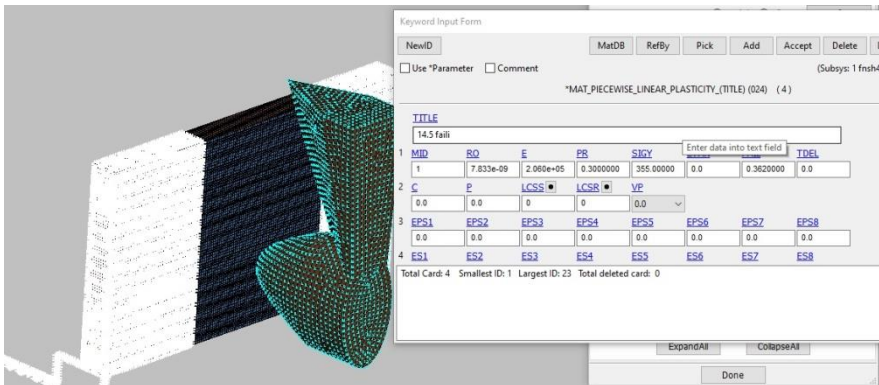 Keyword Input Form
NewID MatDB RefBy Pick Add Accept Delete
Use *Parameter Comment (Subsys: 1 fnsh4
*MAT_PIECEWISE_LINEAR_PLASTICITY_(TITLE) (024) (4)
TITLE
14.5 faili
Enter data into text field
1 MID RO E PR SIGY TDEL
1 7.833e-09 2.060e+05 0.3000000 355.00000 0.0 0.3620000 0.0
2 C P LCSS LCSR VP
0.0 0.0 0 0 0.0
3 EPS1 EPS2 EPS3 EPS4 EPS5 EPS6 EPS7 EPS8
0.0 0.0 0.0 0.0 0.0 0.0 0.0 0.0
4 ES1 ES2 ES3 ES4 ES5 ES6 ES7 ES8
Total Card: 4 Smallest ID: 1 Largest ID: 23 Total deleted card: 0
ExpandAll CollapseAll
Done